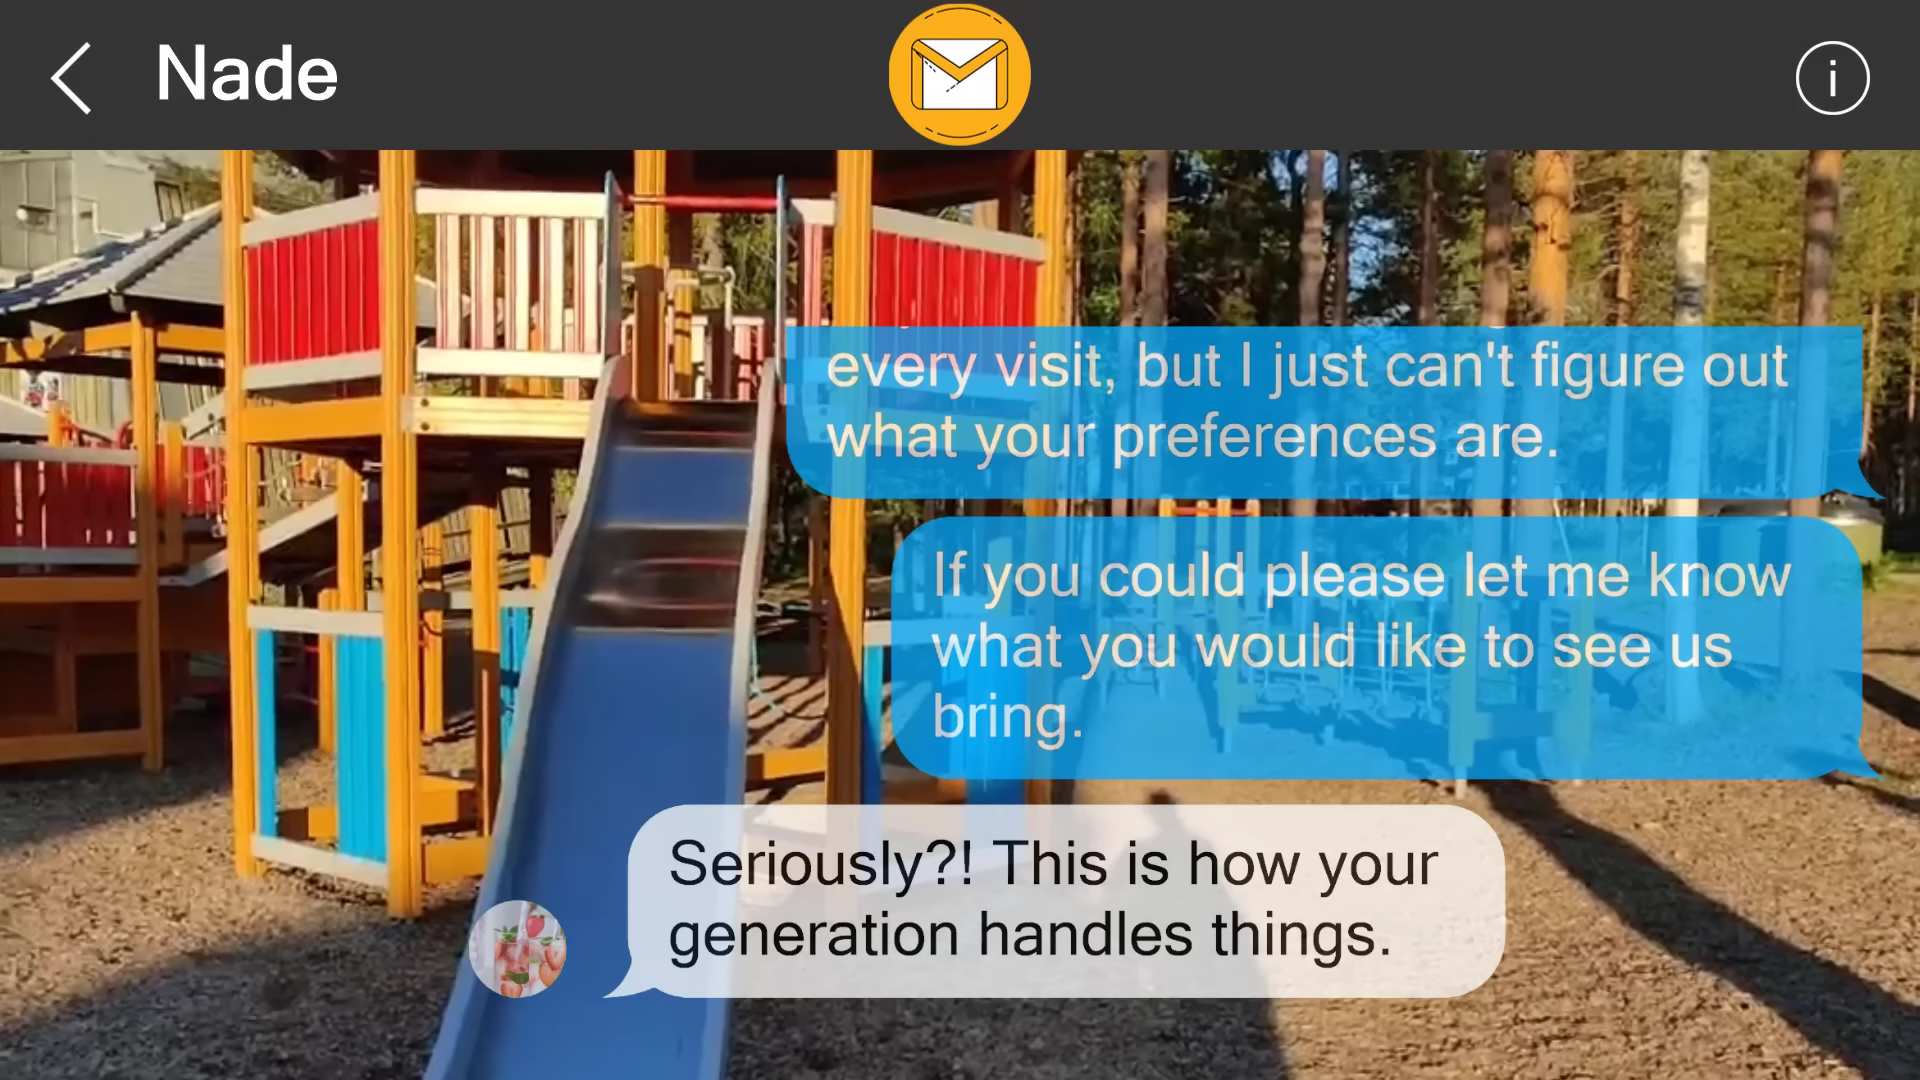 Nade
every visit, but I just can't figure out
what your preferences are.
If you could please let me know
what you would like to see us
bring.
Seriously?! This is how your
generation handles things.